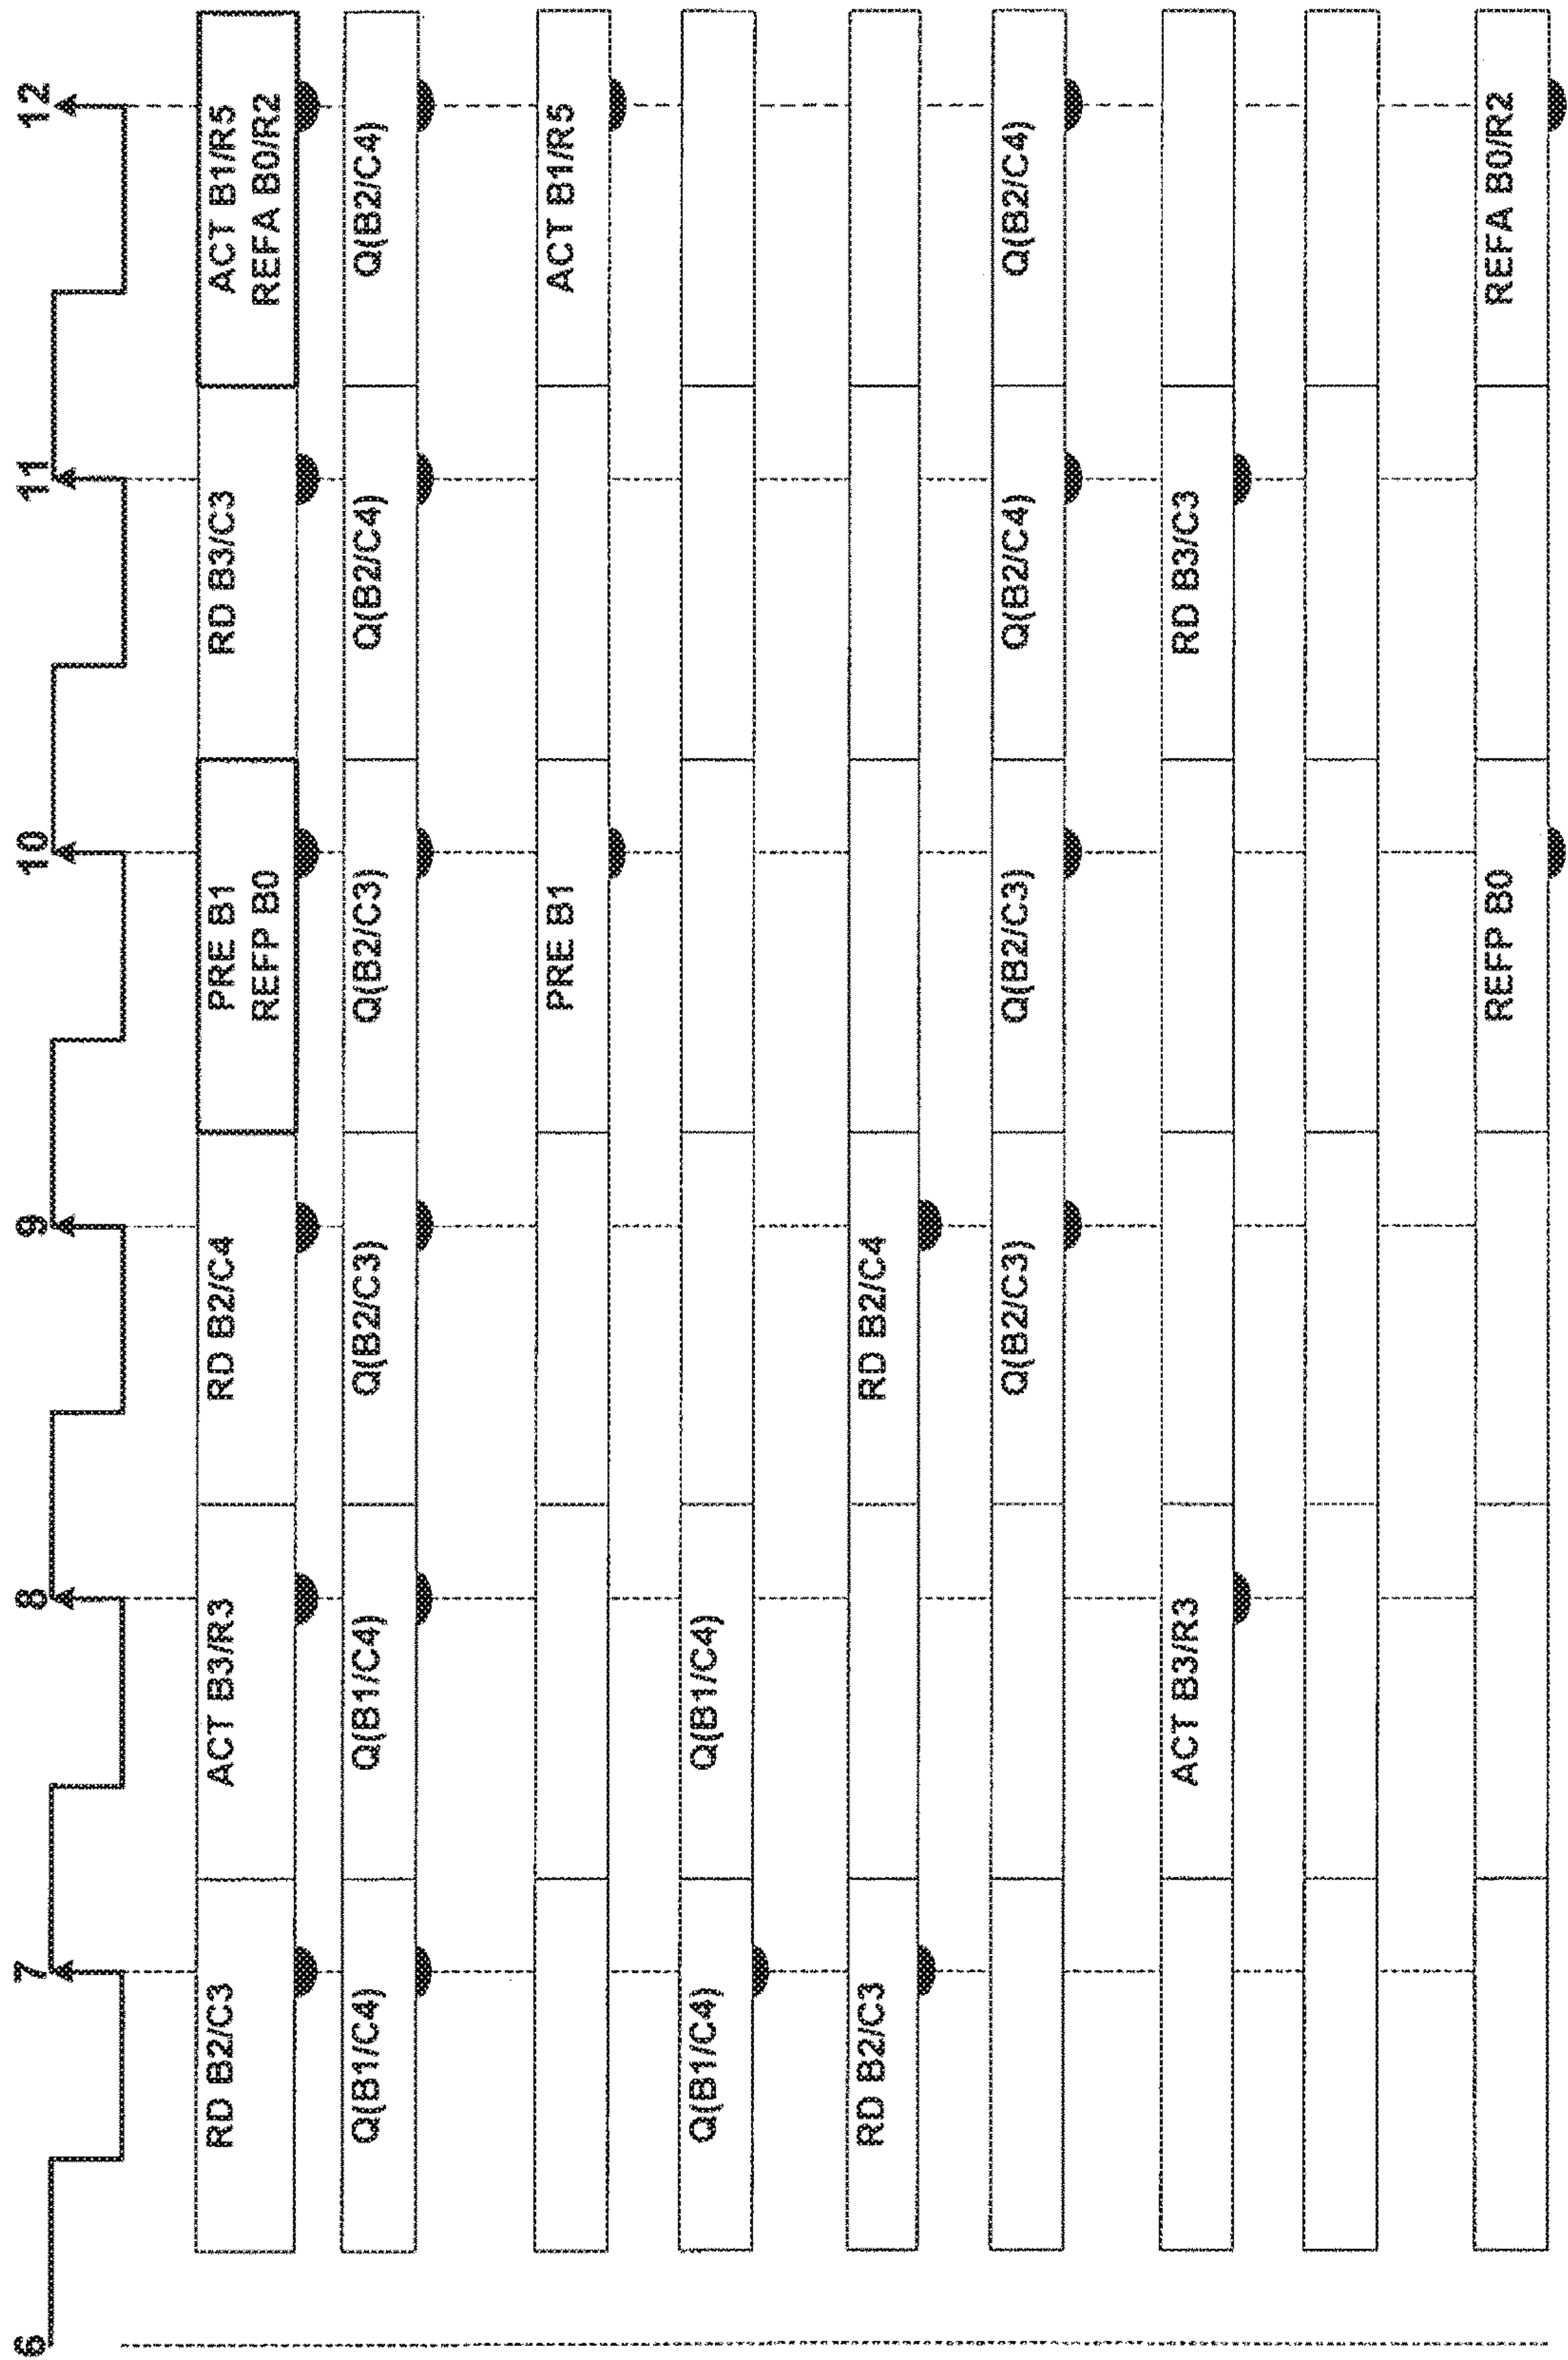 6
7
8
9
10
11
12
RD B2/C3
ACT B3/R3
RD B2/C4
PRE B1
REFP B0
RD B3/C3
ACT B1/R5
REFA B0/R2
Q(B1/C4)
Q(B1/C4)
Q(B2/C3)
Q(B2/C3)
Q(B2/C4)
Q(B2/C4)
PRE B1
ACT B1/R5
Q(B1/C4)
Q(B1/C4)
RD B2/C3
RD B2/C4
Q(B2/C3)
Q(B2/C3)
Q(B2/C4)
Q(B2/C4)
ACT B3/R3
RD B3/C3
REFP B0
REFA B0/R2